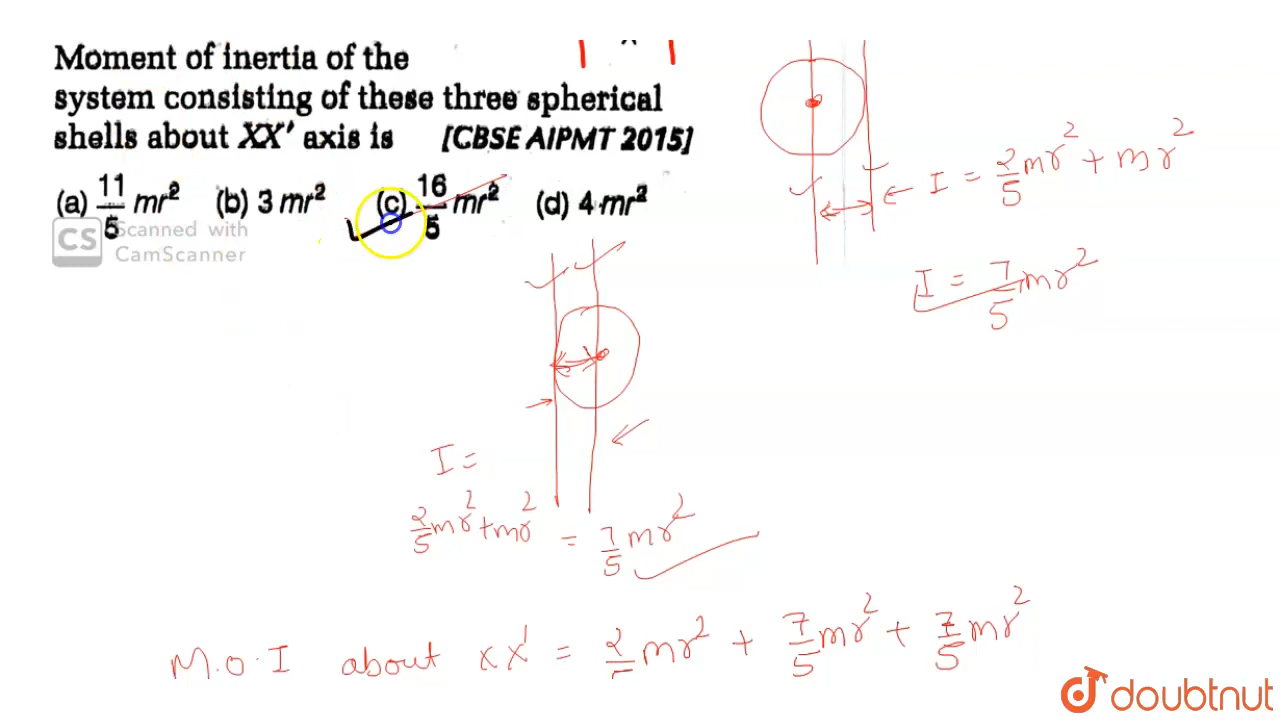 Moment of inertia of the
system consisting of these three spherical
shells about XX′ axis is [CBSE AIPMT 2015]
(a) 11/5 mr² (b) 3 mr² (c) 16/5 mr² (d) 4 mr²
CS Scanned with
CamScanner
I = 2/5 mr² + mr²
I = 7/5 mr²
I =
2/5 mr² + mr² = 7/5 mr²
M.O.I about xx' = 2/5 mr² + 7/5 mr² + 7/5 mr²
doubtnut